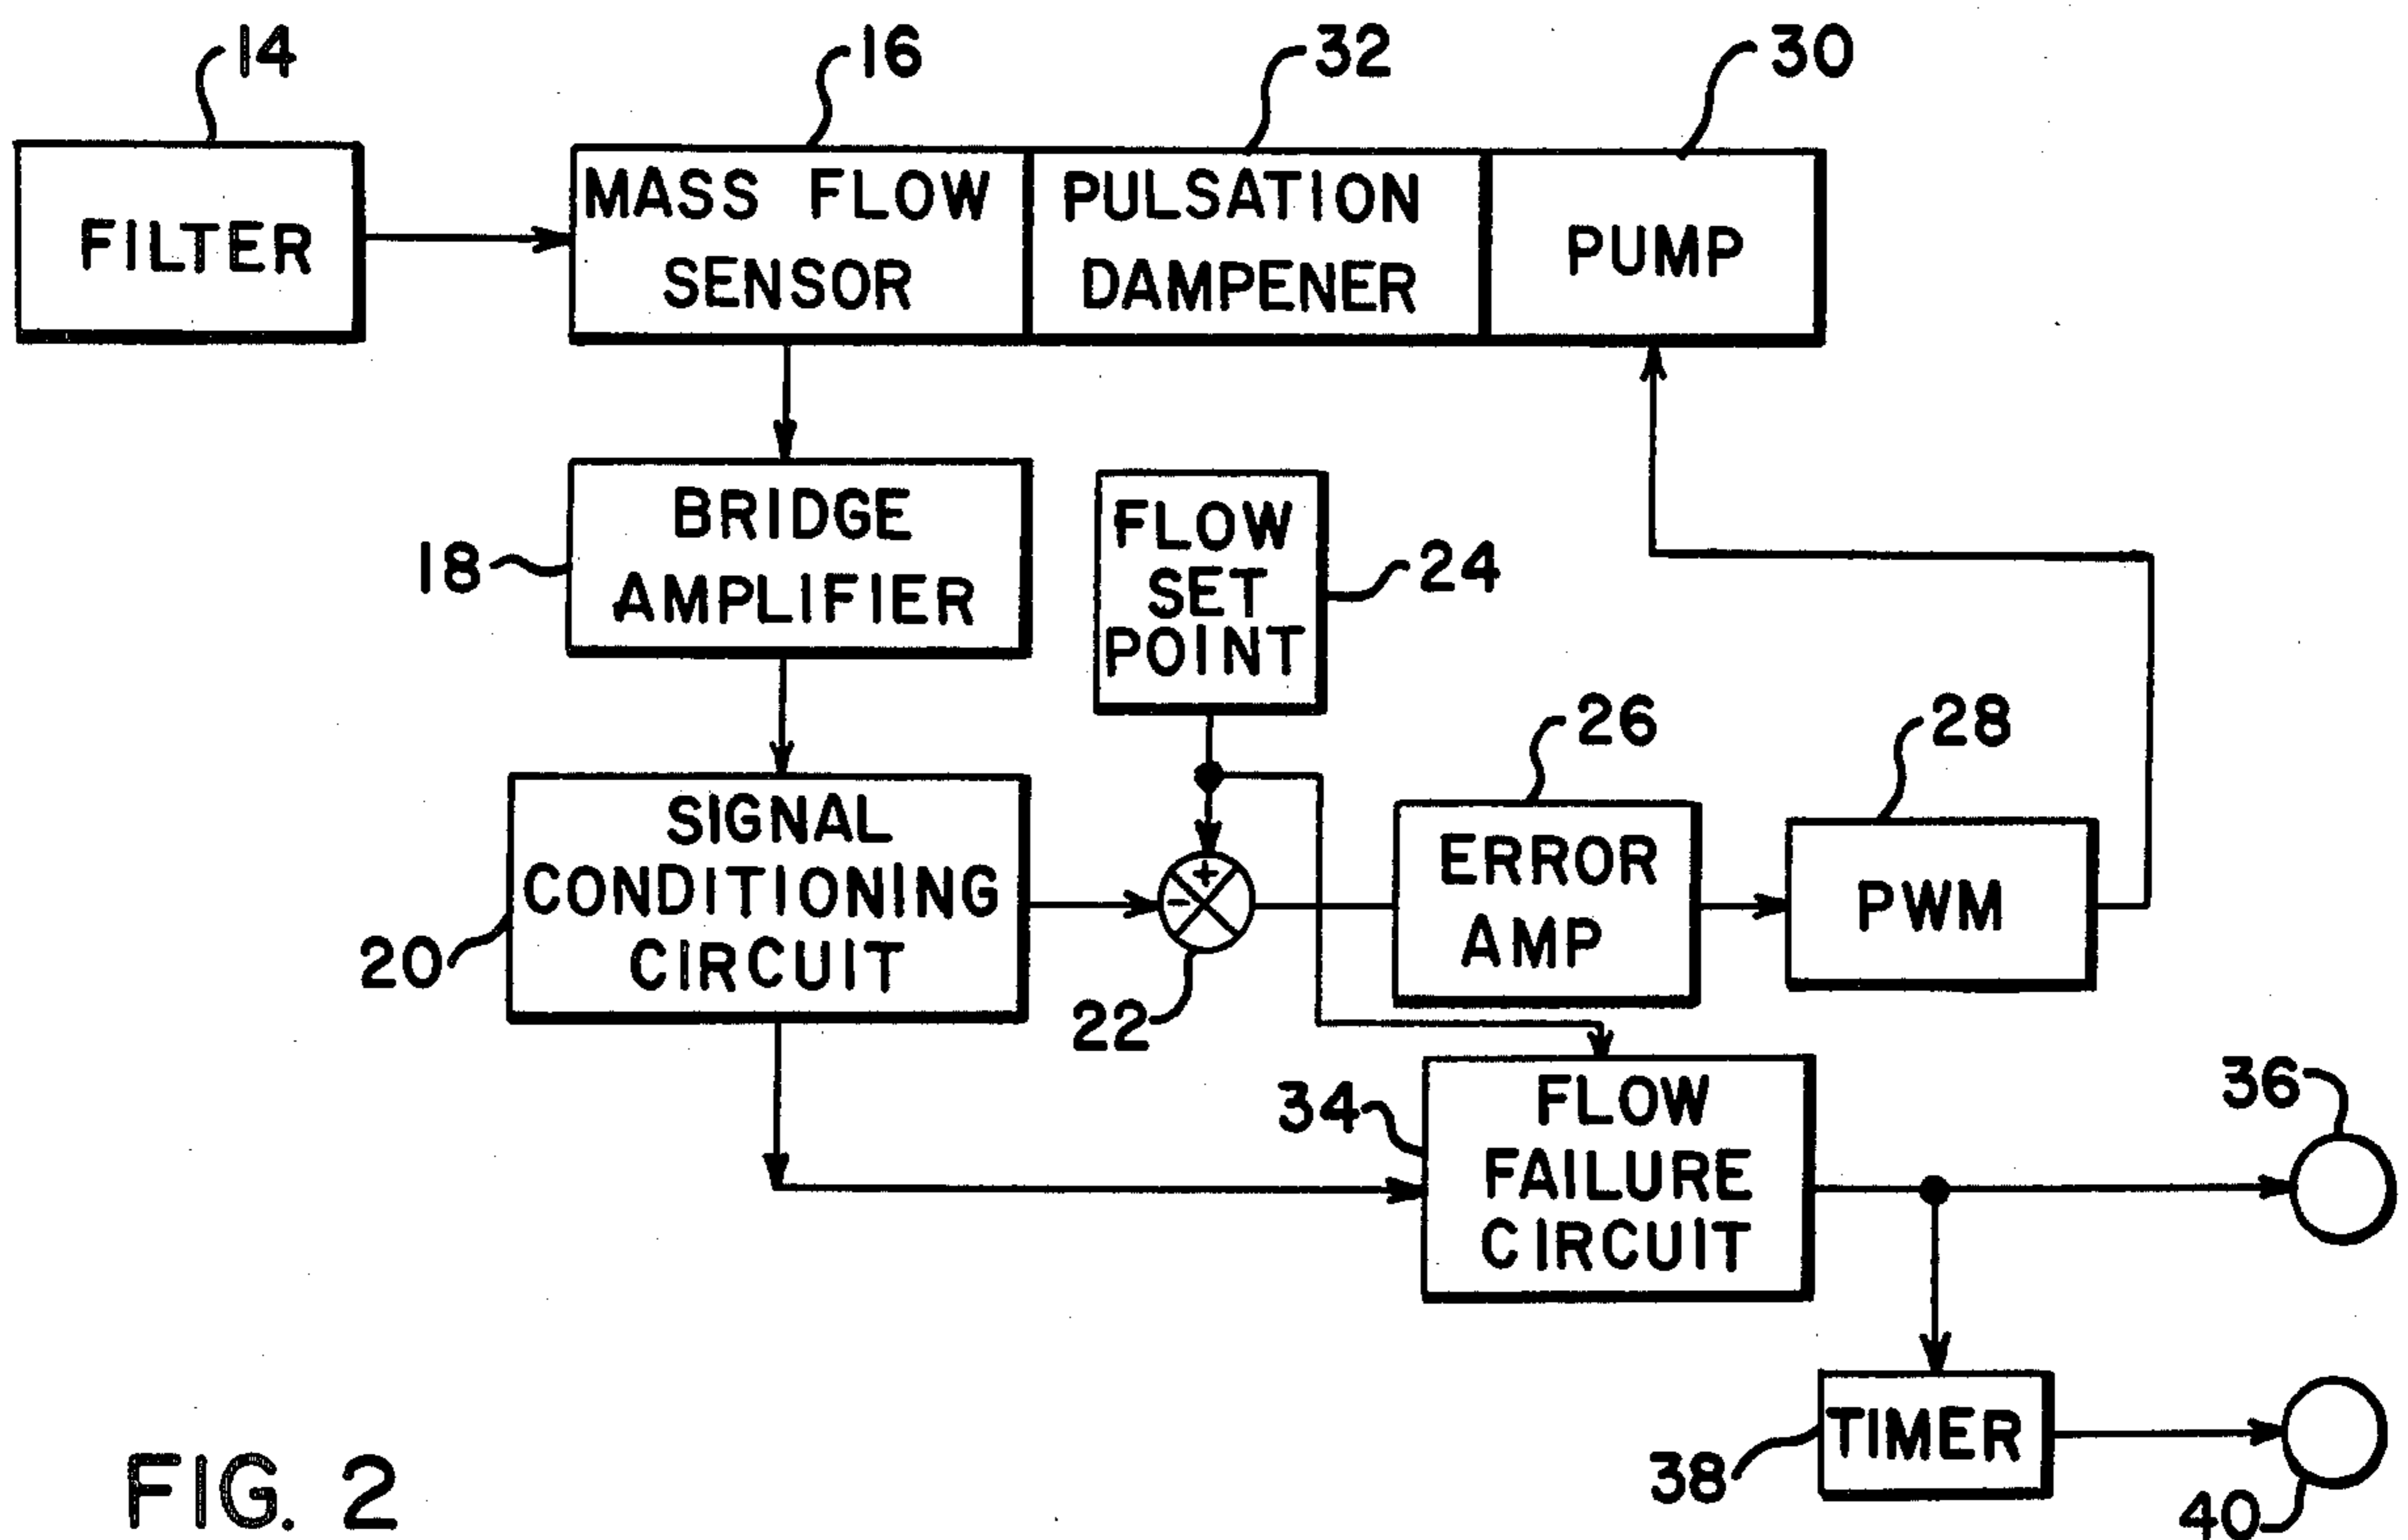 14
16
32
30
FILTER
MASS FLOW
SENSOR
PULSATION
DAMPENER
PUMP
BRIDGE
AMPLIFIER
18
FLOW
SET
POINT
24
26
28
SIGNAL
CONDITIONING
CIRCUIT
20
+
-
22
ERROR
AMP
PWM
34
FLOW
FAILURE
CIRCUIT
36
TIMER
38
40
FIG. 2